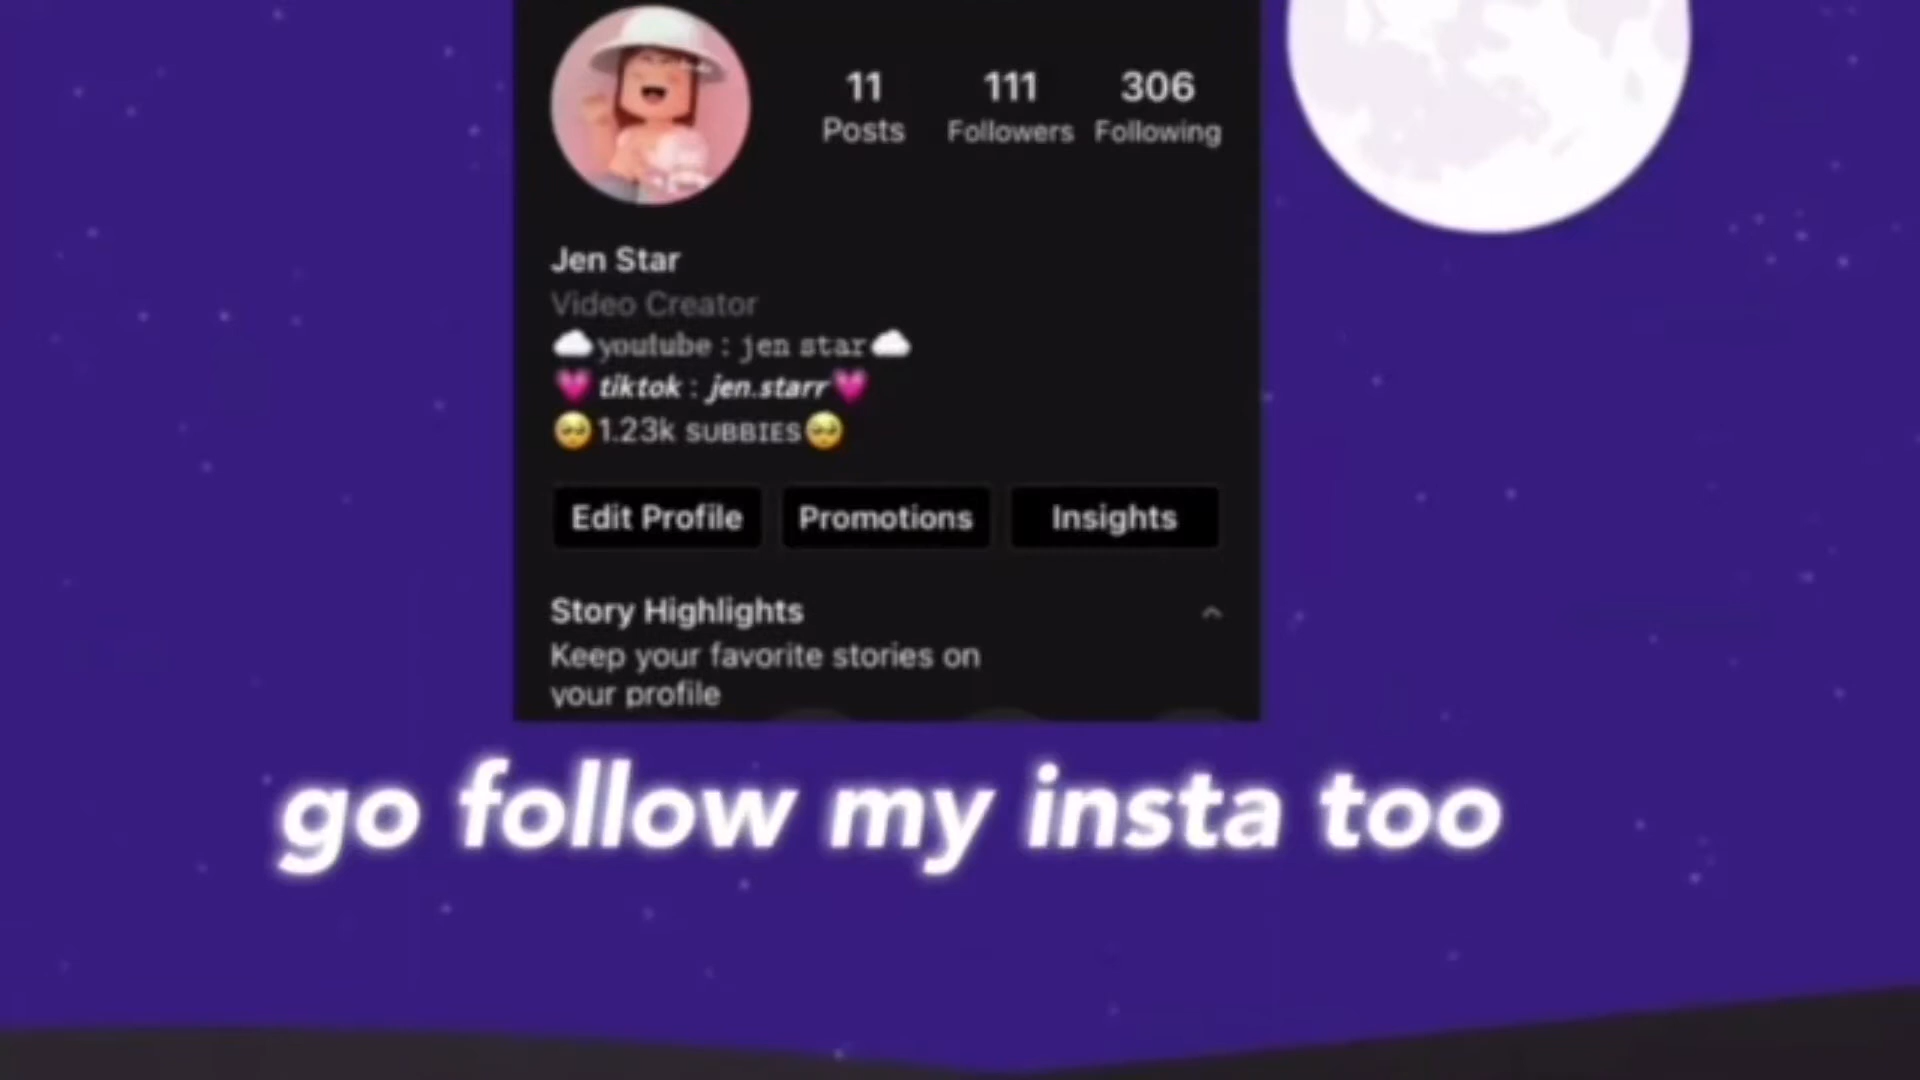 11 111 306
Posts Followers Following
Jen Star
Video Creator
☁️youtube : jen star☁️
💗tiktok : jen.starr💗
🥺1.23k SUBBIES🥺
Edit Profile Promotions Insights
Story Highlights
Keep your favorite stories on
your profile
go follow my insta too